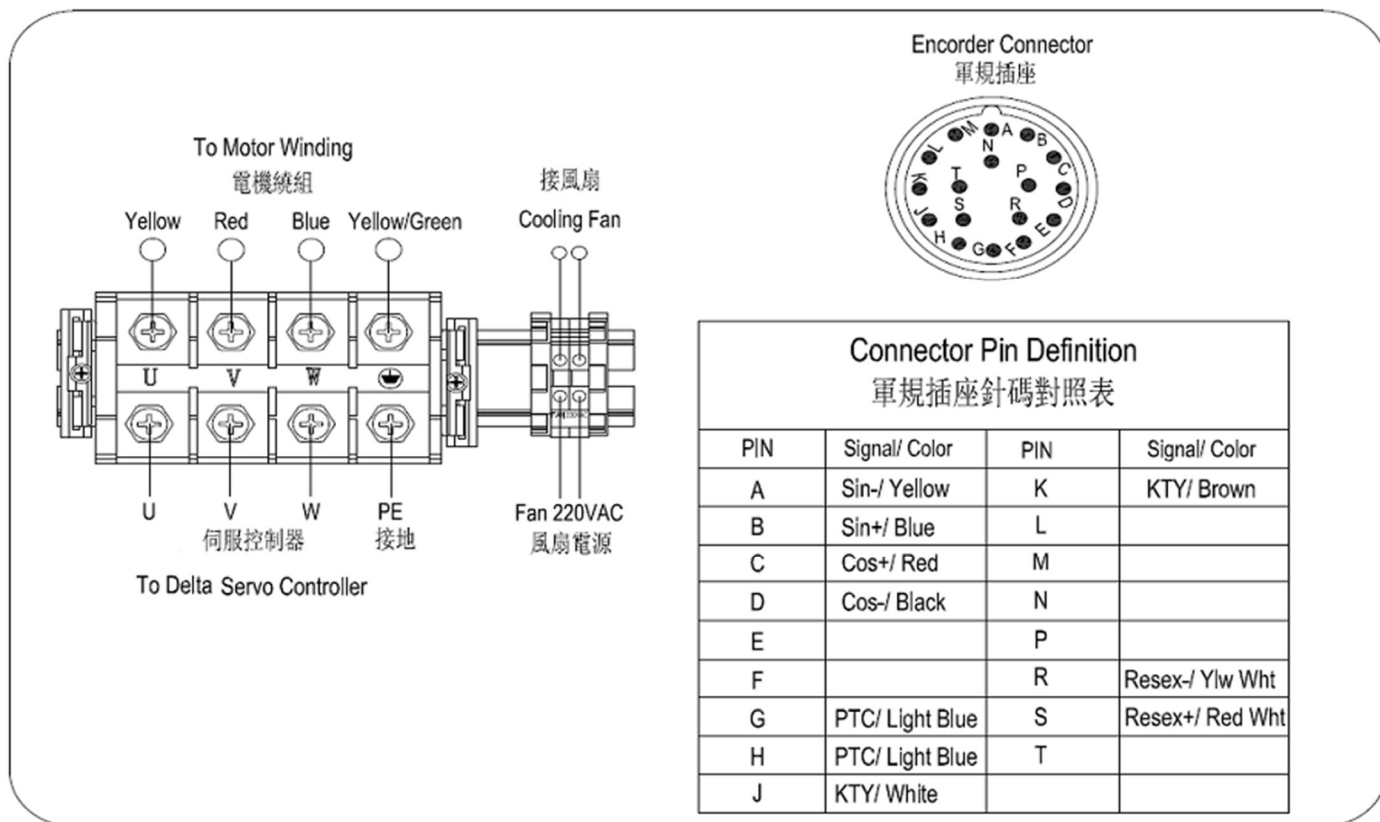 Encorder Connector
軍規插座
M A B C D E F G H J K L N P R S T
To Motor Winding
電機繞組
Yellow Red Blue Yellow/Green
接風扇
Cooling Fan
U V W
U V W PE
伺服控制器 接地
To Delta Servo Controller
Fan 220VAC
風扇電源
Connector Pin Definition
軍規插座針碼對照表
PIN Signal/ Color PIN Signal/ Color
A Sin-/ Yellow K KTY/ Brown
B Sin+/ Blue L
C Cos+/ Red M
D Cos-/ Black N
E P
F R Resex-/ Ylw Wht
G PTC/ Light Blue S Resex+/ Red Wht
H PTC/ Light Blue T
J KTY/ White